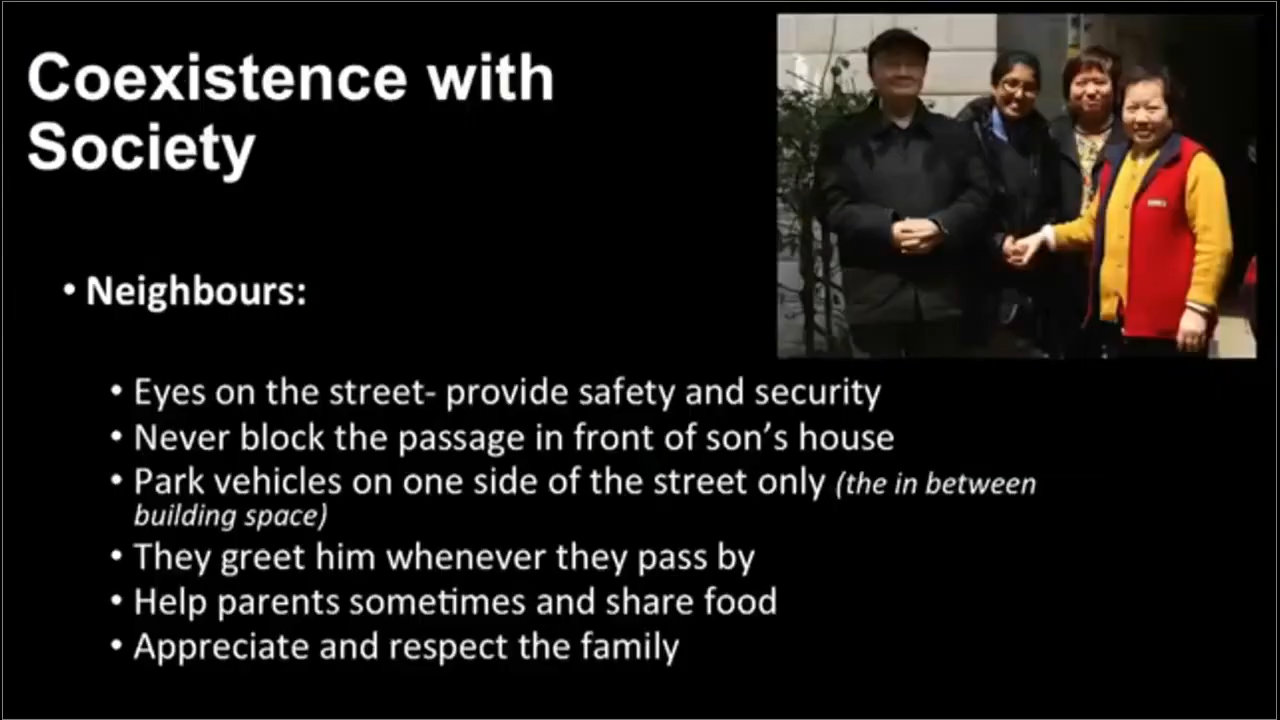 Coexistence with
Society
• Neighbours:
• Eyes on the street- provide safety and security
• Never block the passage in front of son’s house
• Park vehicles on one side of the street only (the in between
building space)
• They greet him whenever they pass by
• Help parents sometimes and share food
• Appreciate and respect the family